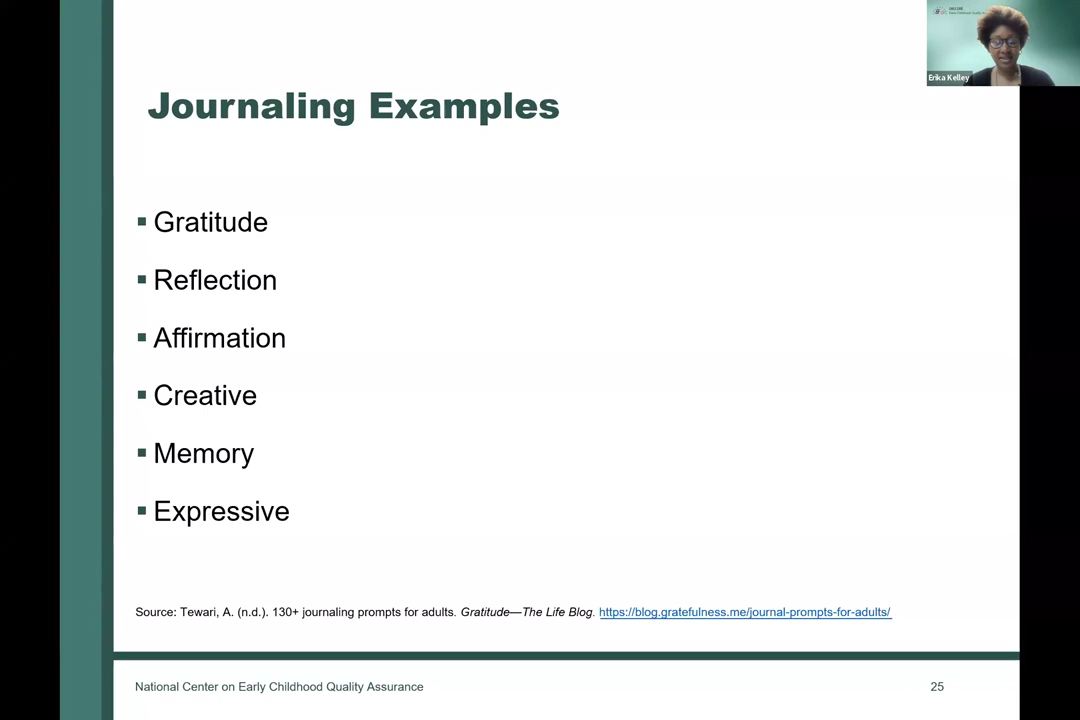 Journaling Examples
Gratitude
Reflection
Affirmation
Creative
Memory
Expressive
Source: Tewari, A. (n.d.). 130+ journaling prompts for adults. Gratitude—The Life Blog. https://blog.gratefulness.me/journal-prompts-for-adults/
National Center on Early Childhood Quality Assurance
25
Erika Kelley